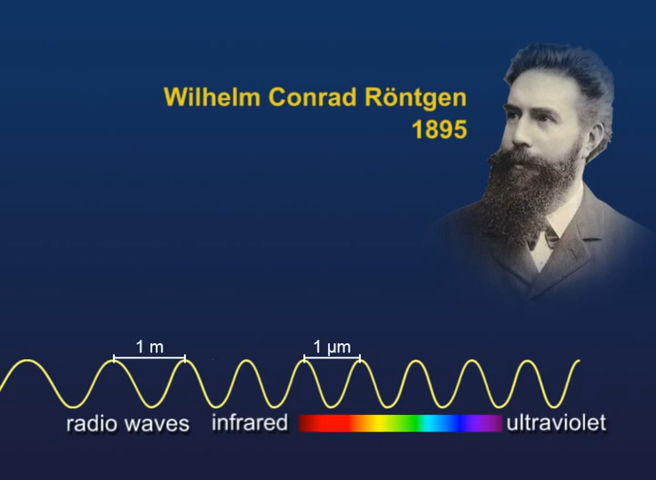 Wilhelm Conrad Röntgen
1895
1 m
1 µm
radio waves
infrared
ultraviolet